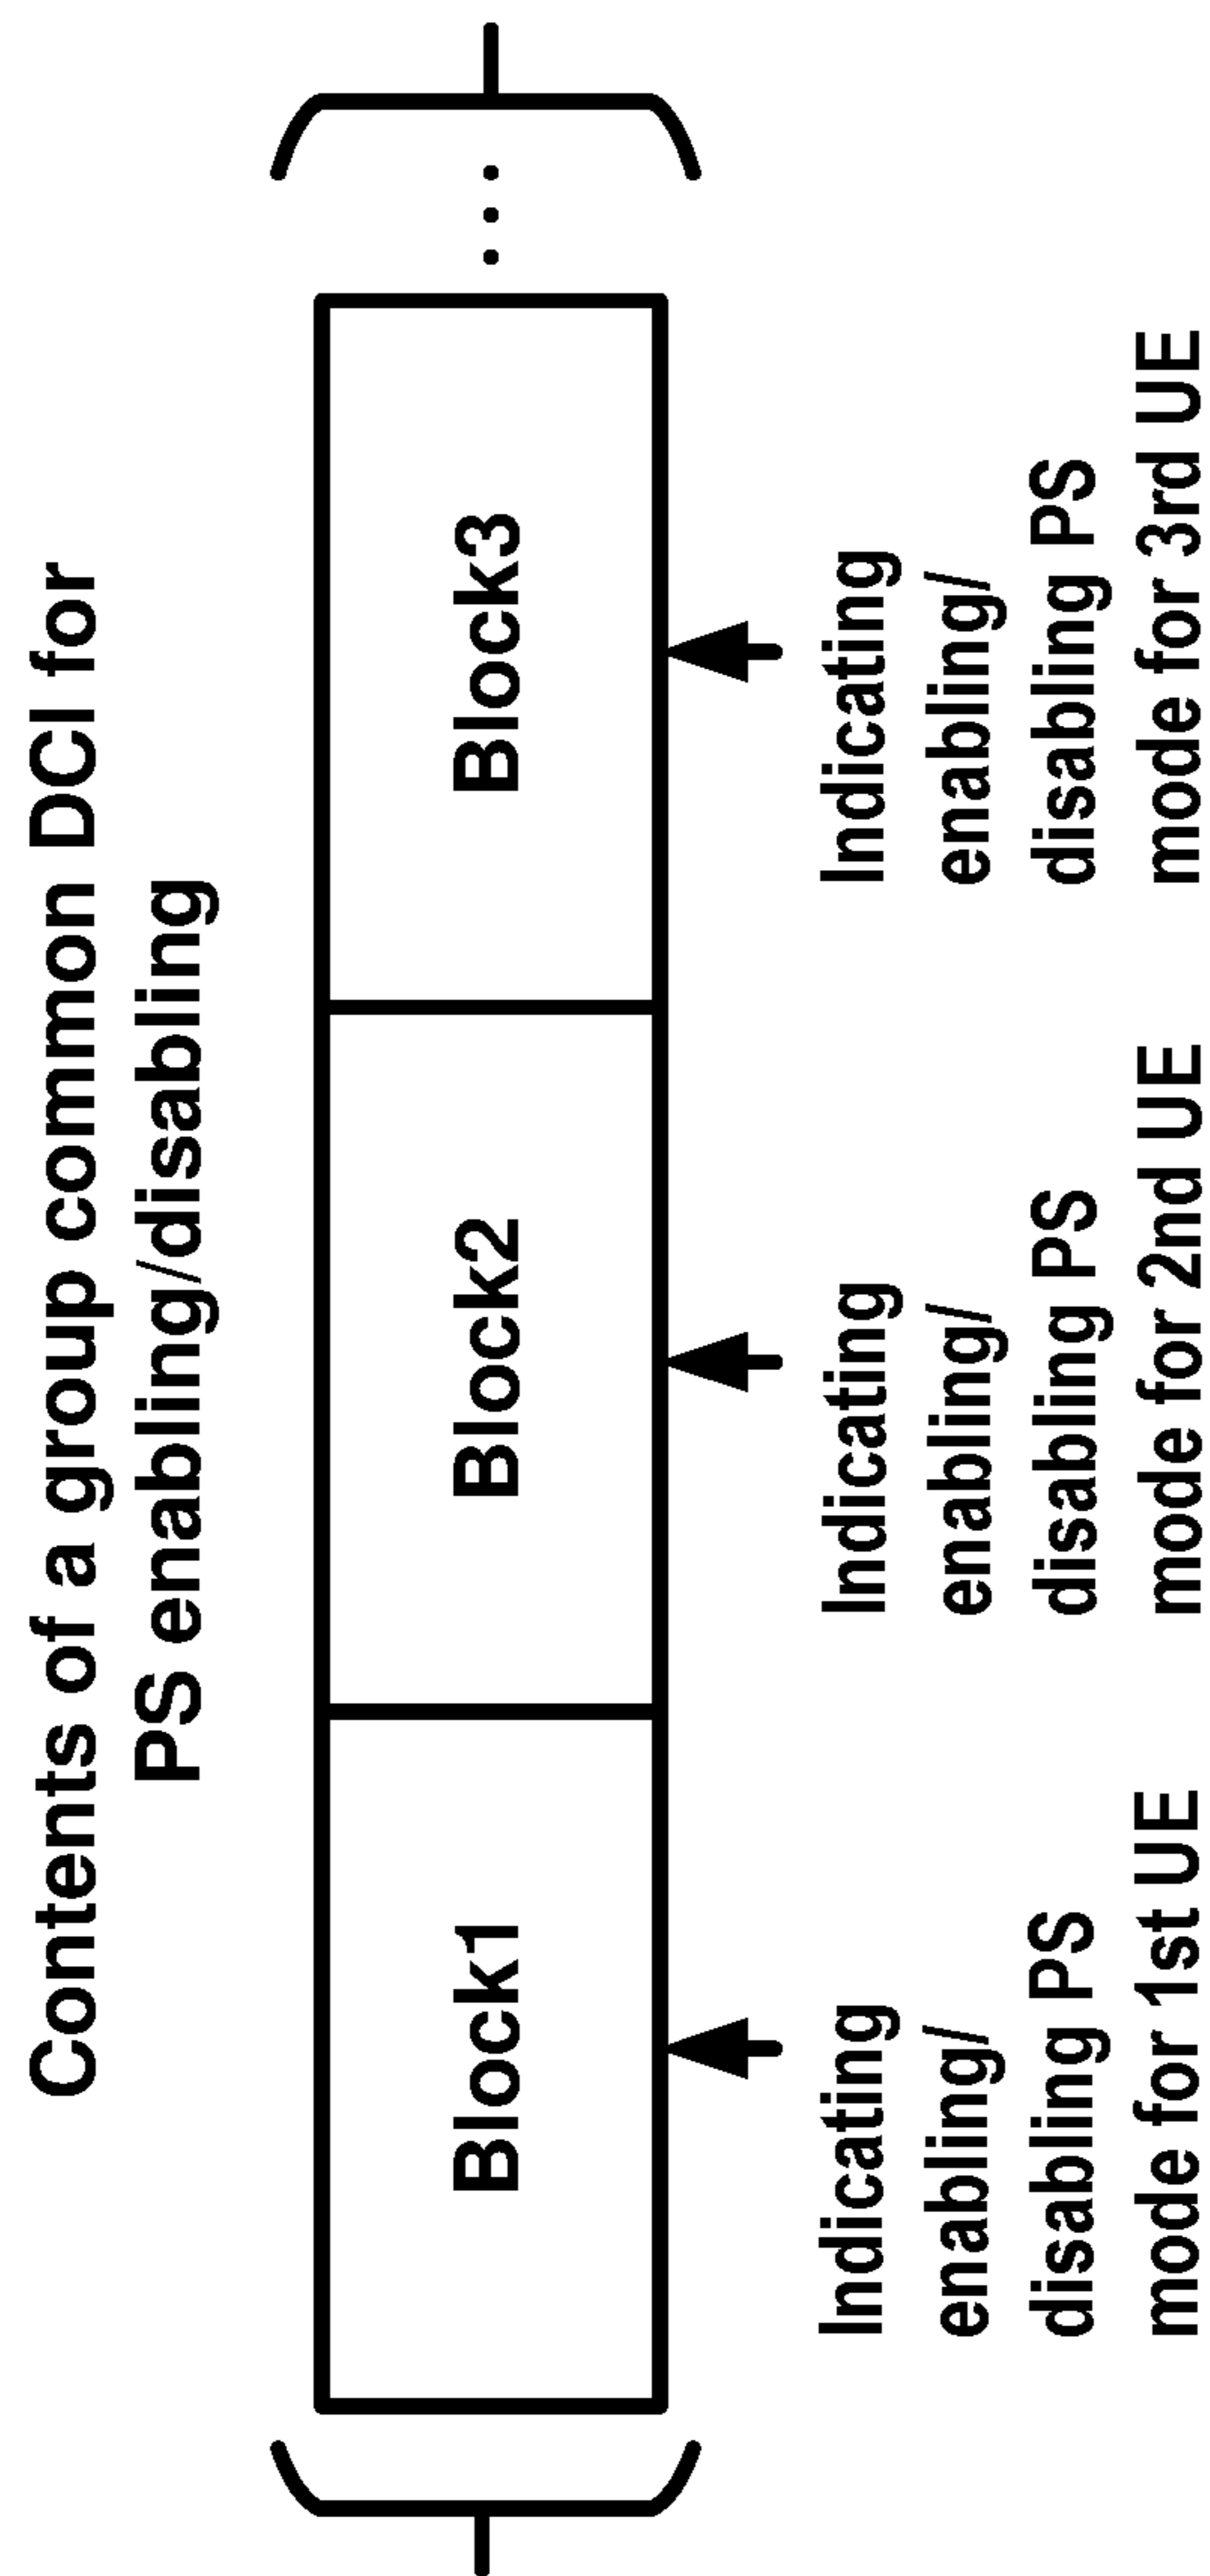 Contents of a group common DCI for
PS enabling/disabling
Block1
Block2
Block3
...
Indicating
enabling/
disabling PS
mode for 1st UE
Indicating
enabling/
disabling PS
mode for 2nd UE
Indicating
enabling/
disabling PS
mode for 3rd UE